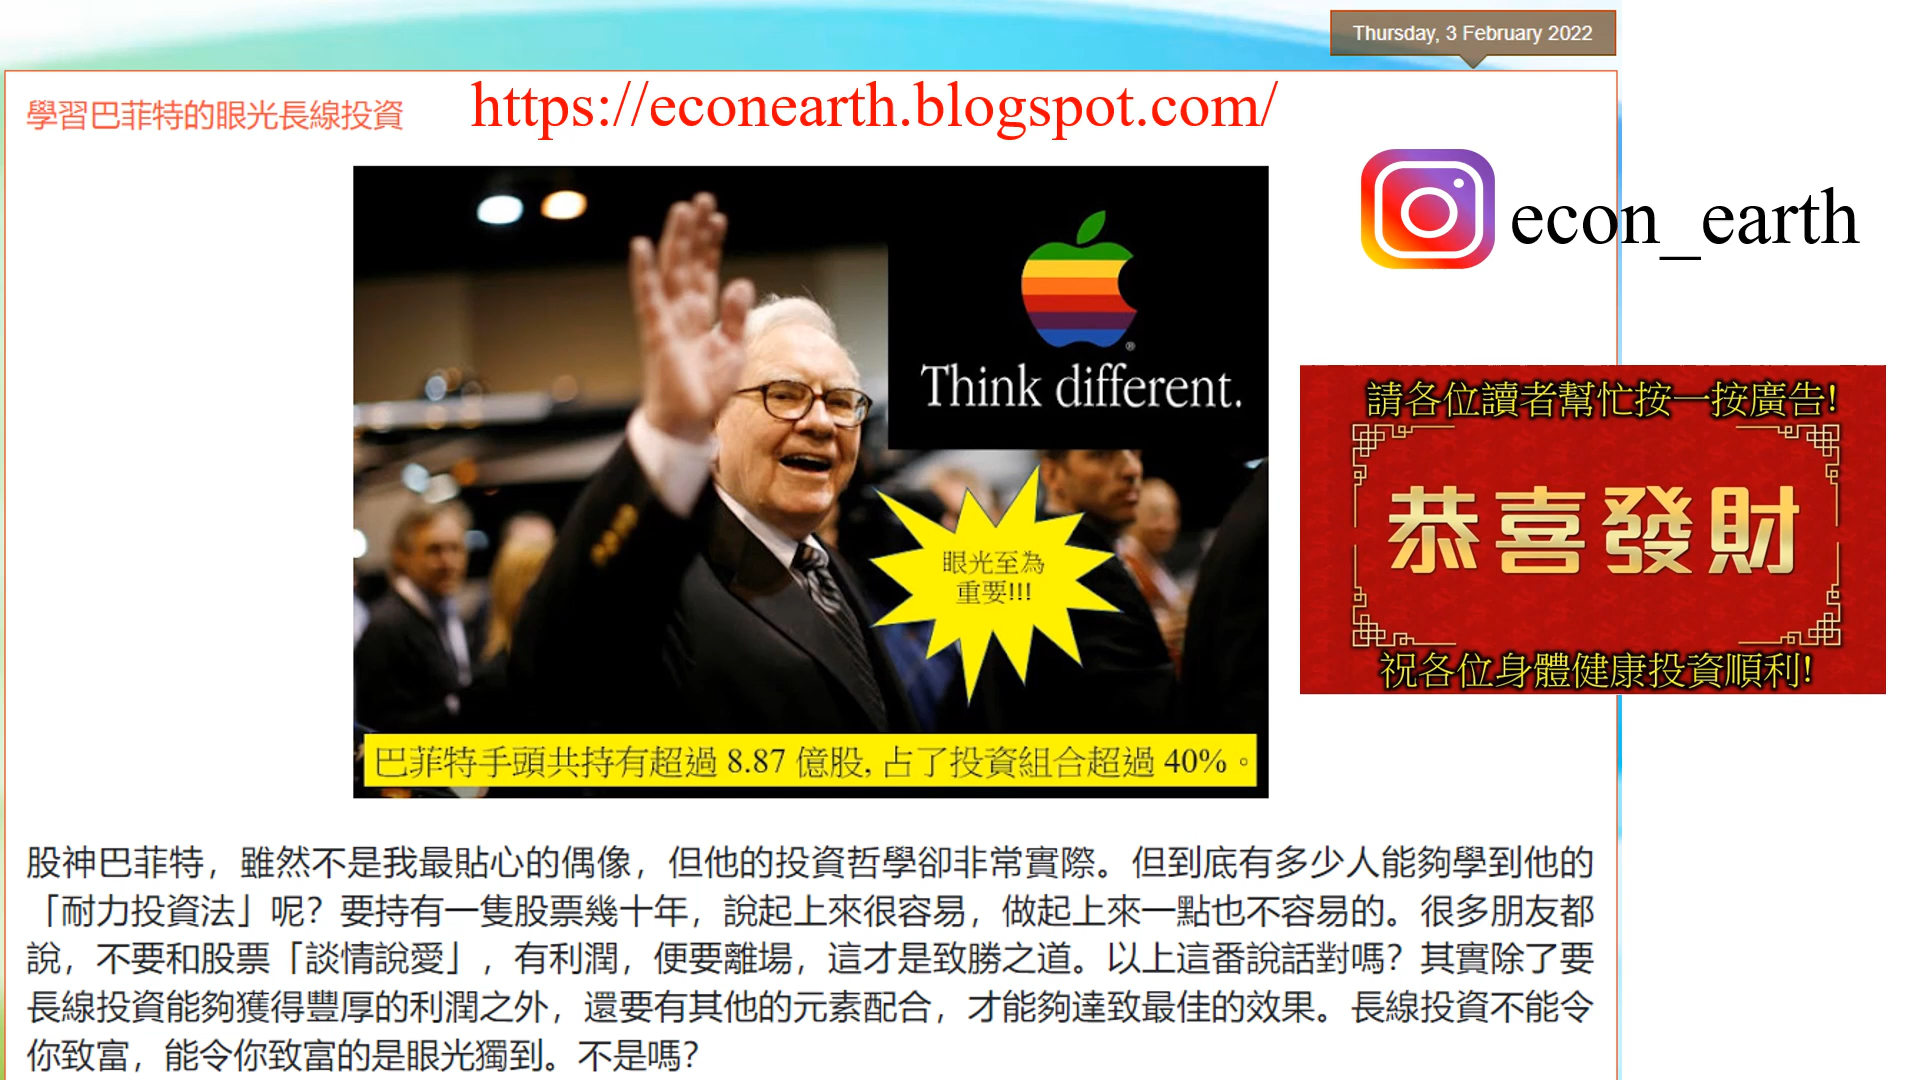 Thursday, 3 February 2022
學習巴菲特的眼光長線投資
https://econearth.blogspot.com/
econ_earth
Think different.
®
眼光至為
重要!!!
巴菲特手頭共持有超過 8.87 億股, 占了投資組合超過 40%。
請各位讀者幫忙按一按廣告!
恭喜發財
祝各位身體健康投資順利!
股神巴菲特，雖然不是我最貼心的偶像，但他的投資哲學卻非常實際。但到底有多少人能夠學到他的
「耐力投資法」呢？要持有一隻股票幾十年，說起上來很容易，做起上來一點也不容易的。很多朋友都
說，不要和股票「談情說愛」，有利潤，便要離場，這才是致勝之道。以上這番說話對嗎？其實除了要
長線投資能夠獲得豐厚的利潤之外，還要有其他的元素配合，才能夠達致最佳的效果。長線投資不能令
你致富，能令你致富的是眼光獨到。不是嗎？